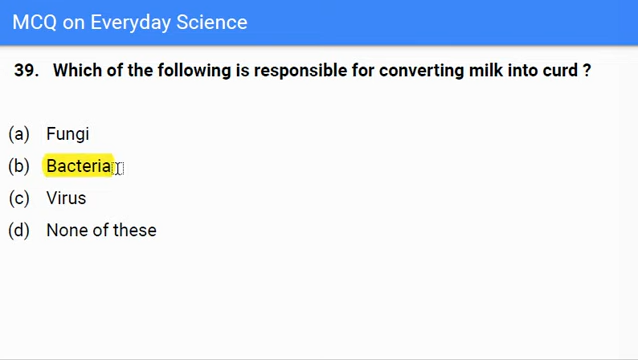 MCQ on Everyday Science
39. Which of the following is responsible for converting milk into curd ?
(a) Fungi
(b) Bacteria
(c) Virus
(d) None of these